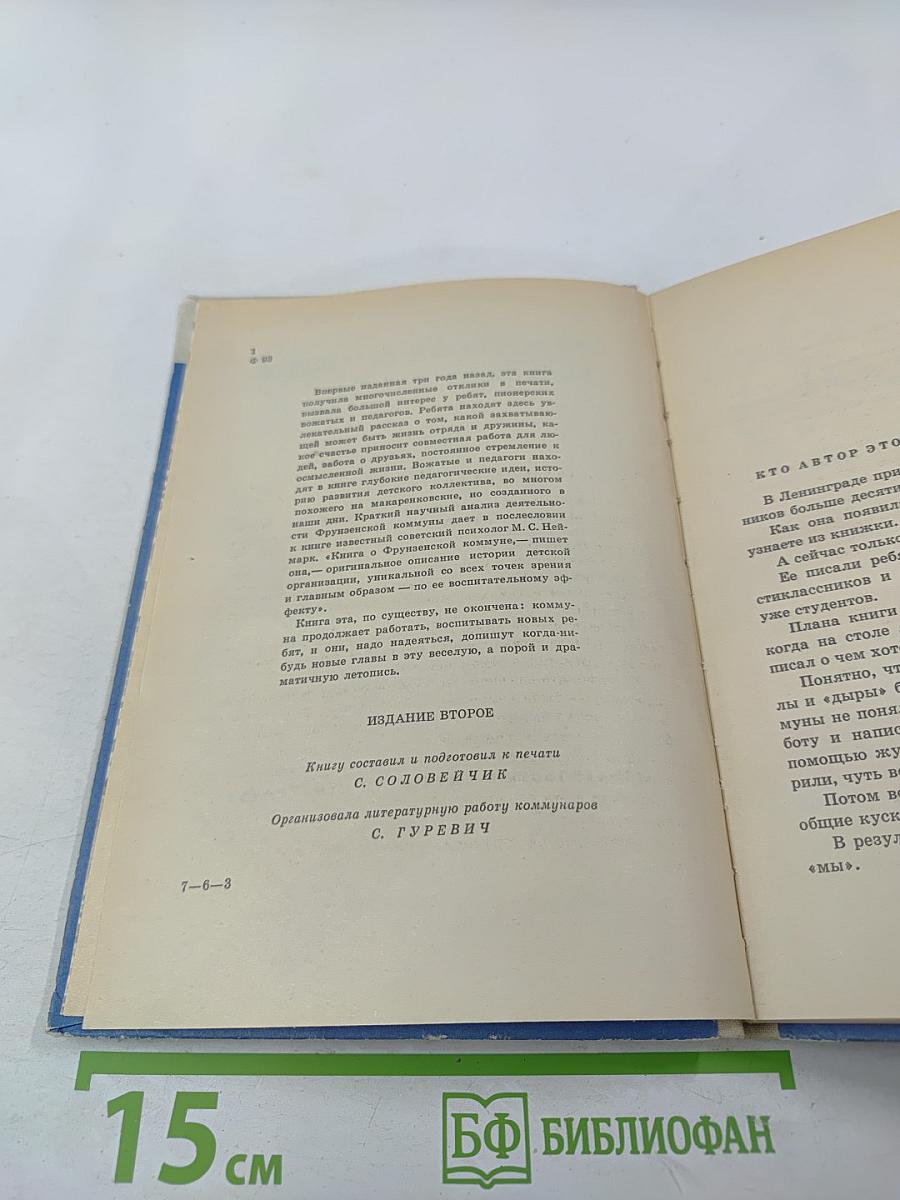 1
Ф 93
Впервые изданная три года назад, эта книга
получила многочисленные отклики в печати,
вызвала большой интерес у ребят, пионерских
вожатых и педагогов. Ребята находят здесь ув-
лекательный рассказ о том, какой захватываю-
щей может быть жизнь отряда и дружины, ка-
кое счастье приносит совместная работа для лю-
дей, забота о друзьях, постоянное стремление к
осмысленной жизни. Вожатые и педагоги нахо-
дят в книге глубокие педагогические идеи, исто-
рию развития детского коллектива, во многом
похожего на макаренковские, но созданного в
наши дни. Краткий научный анализ деятельно-
сти Фрунзенской коммуны дает в послесловии
к книге известный советский психолог М. С. Ней-
марк. «Книга о Фрунзенской коммуне,— пишет
она,— оригинальное описание истории детской
организации, уникальной со всех точек зрения
и главным образом — по ее воспитательному эф-
фекту».
Книга эта, по существу, не окончена: комму-
на продолжает работать, воспитывать новых ре-
бят, и они, надо надеяться, допишут когда-ни-
будь новые главы в эту веселую, а порой и дра-
матичную летопись.
ИЗДАНИЕ ВТОРОЕ
Книгу составил и подготовил к печати
С. СОЛОВЕЙЧИК
Организовала литературную работу коммунаров
С. ГУРЕВИЧ
7—6—3
КТО АВТОР ЭТО
В Ленинграде при
ников больше десяти
Как она появил
узнаете из книжки.
А сейчас только
Ее писали ребя
стиклассников и
уже студентов.
Плана книги
когда на столе
писал о чем хоте
Понятно, чт
лы и «дыры» б
муны не понял
боту и напис
помощью жу
рили, чуть во
Потом во
общие куск
В резул
«мы».
15 см
БФ БИБЛИОФАН